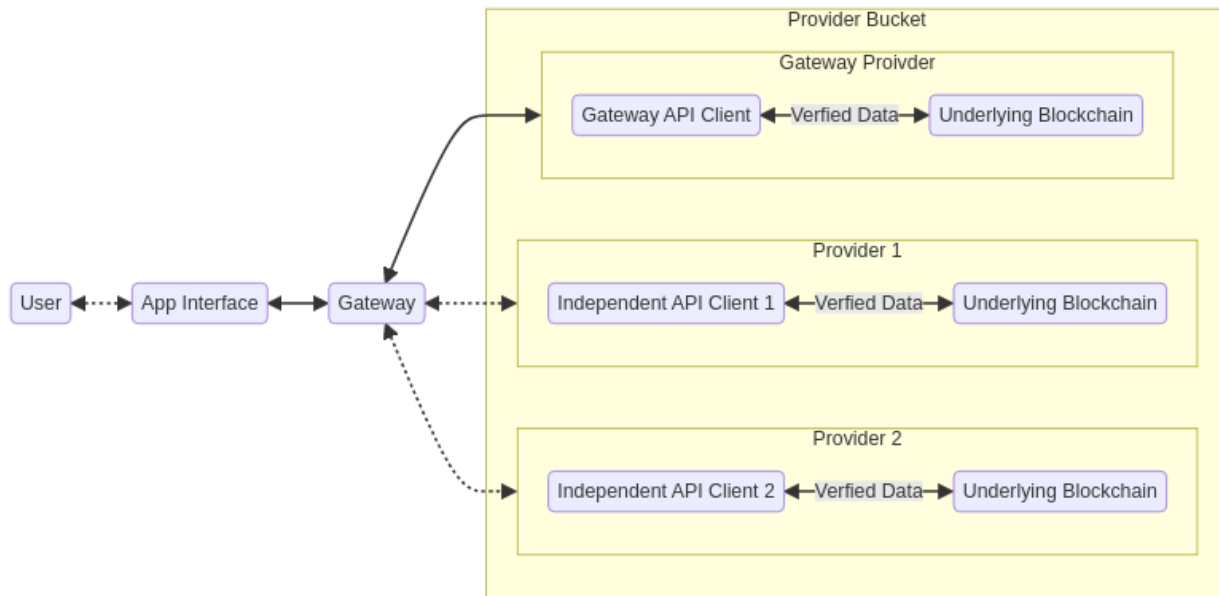 Provider Bucket
Gateway Proivder
Gateway API Client
Verfied Data
Underlying Blockchain
Provider 1
User
App Interface
Gateway
Independent API Client 1
Verfied Data
Underlying Blockchain
Provider 2
Independent API Client 2
Verfied Data
Underlying Blockchain